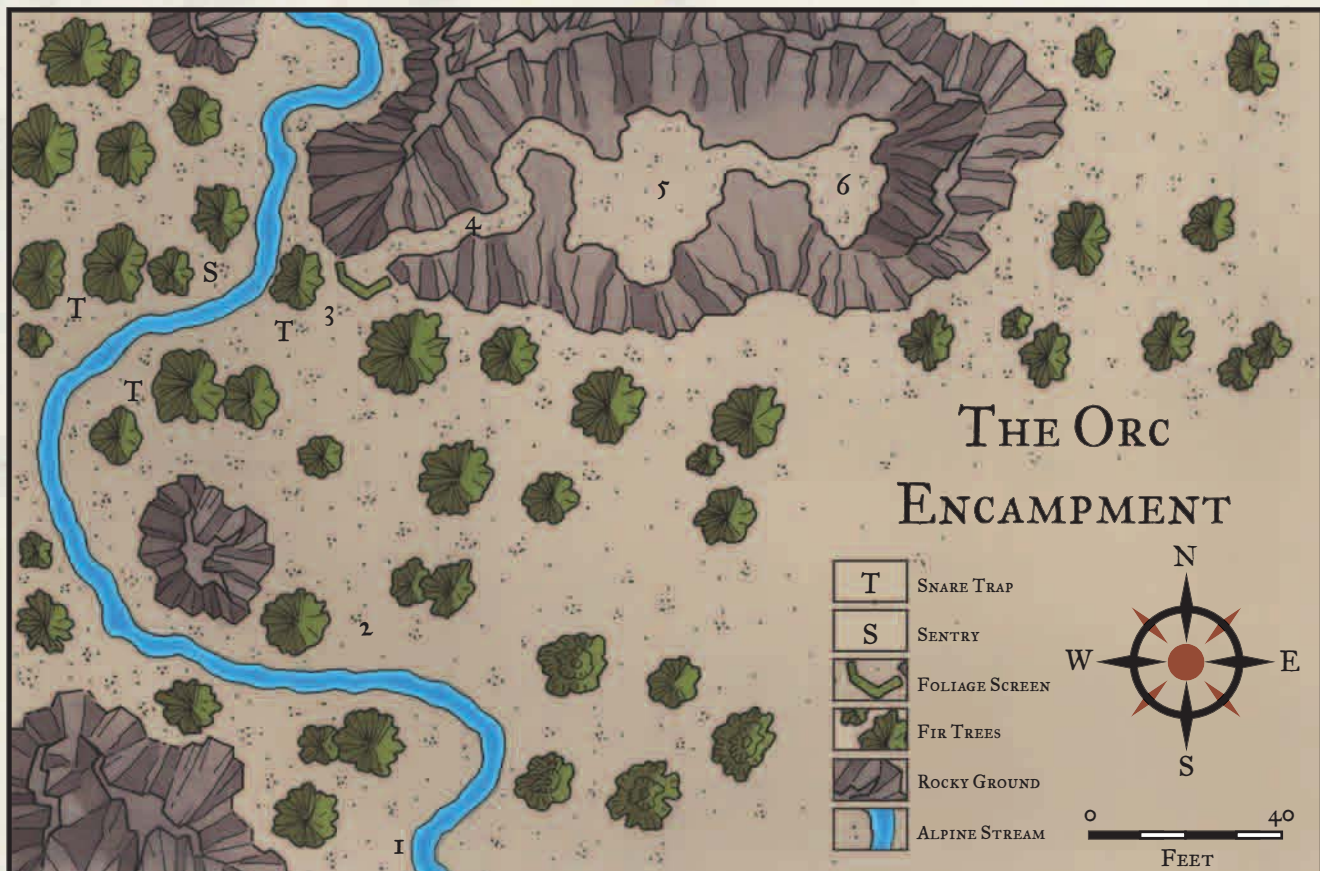 5
6
4
S
T
3
T
T
The Orc
Encampment
2
1
N
W
E
S
T Snare Trap
S Sentry
Foliage Screen
Fir Trees
Rocky Ground
Alpine Stream
0 40
Feet